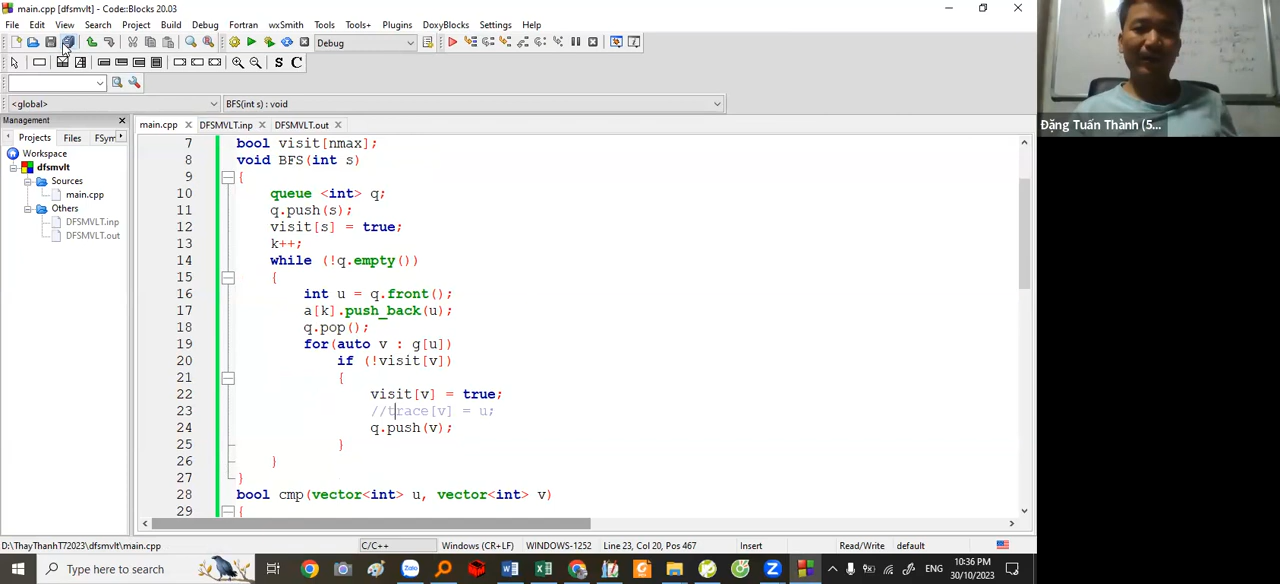 main.cpp [dfsmvlt] - Code::Blocks 20.03
File Edit View Search Project Build Debug Fortran wxSmith Tools Tools+ Plugins DoxyBlocks Settings Help
Debug
S C
<global> BFS(int s) : void
Management
Projects Files FSym
Workspace
dfsmvlt
Sources
main.cpp
Others
DFSMVLT.inp
DFSMVLT.out
main.cpp DFSMVLT.inp DFSMVLT.out
7 bool visit[nmax];
8 void BFS(int s)
9 {
10 queue <int> q;
11 q.push(s);
12 visit[s] = true;
13 k++;
14 while (!q.empty())
15 {
16 int u = q.front();
17 a[k].push_back(u);
18 q.pop();
19 for(auto v : g[u])
20 if (!visit[v])
21 {
22 visit[v] = true;
23 //trace[v] = u;
24 q.push(v);
25 }
26 }
27 }
28 bool cmp(vector<int> u, vector<int> v)
29 {
Đặng Tuấn Thành (5...
D:\ThayThanhT72023\dfsmvlt\main.cpp C/C++ Windows (CR+LF) WINDOWS-1252 Line 23, Col 20, Pos 467 Insert Read/Write default
Type here to search
ENG
10:36 PM
30/10/2023